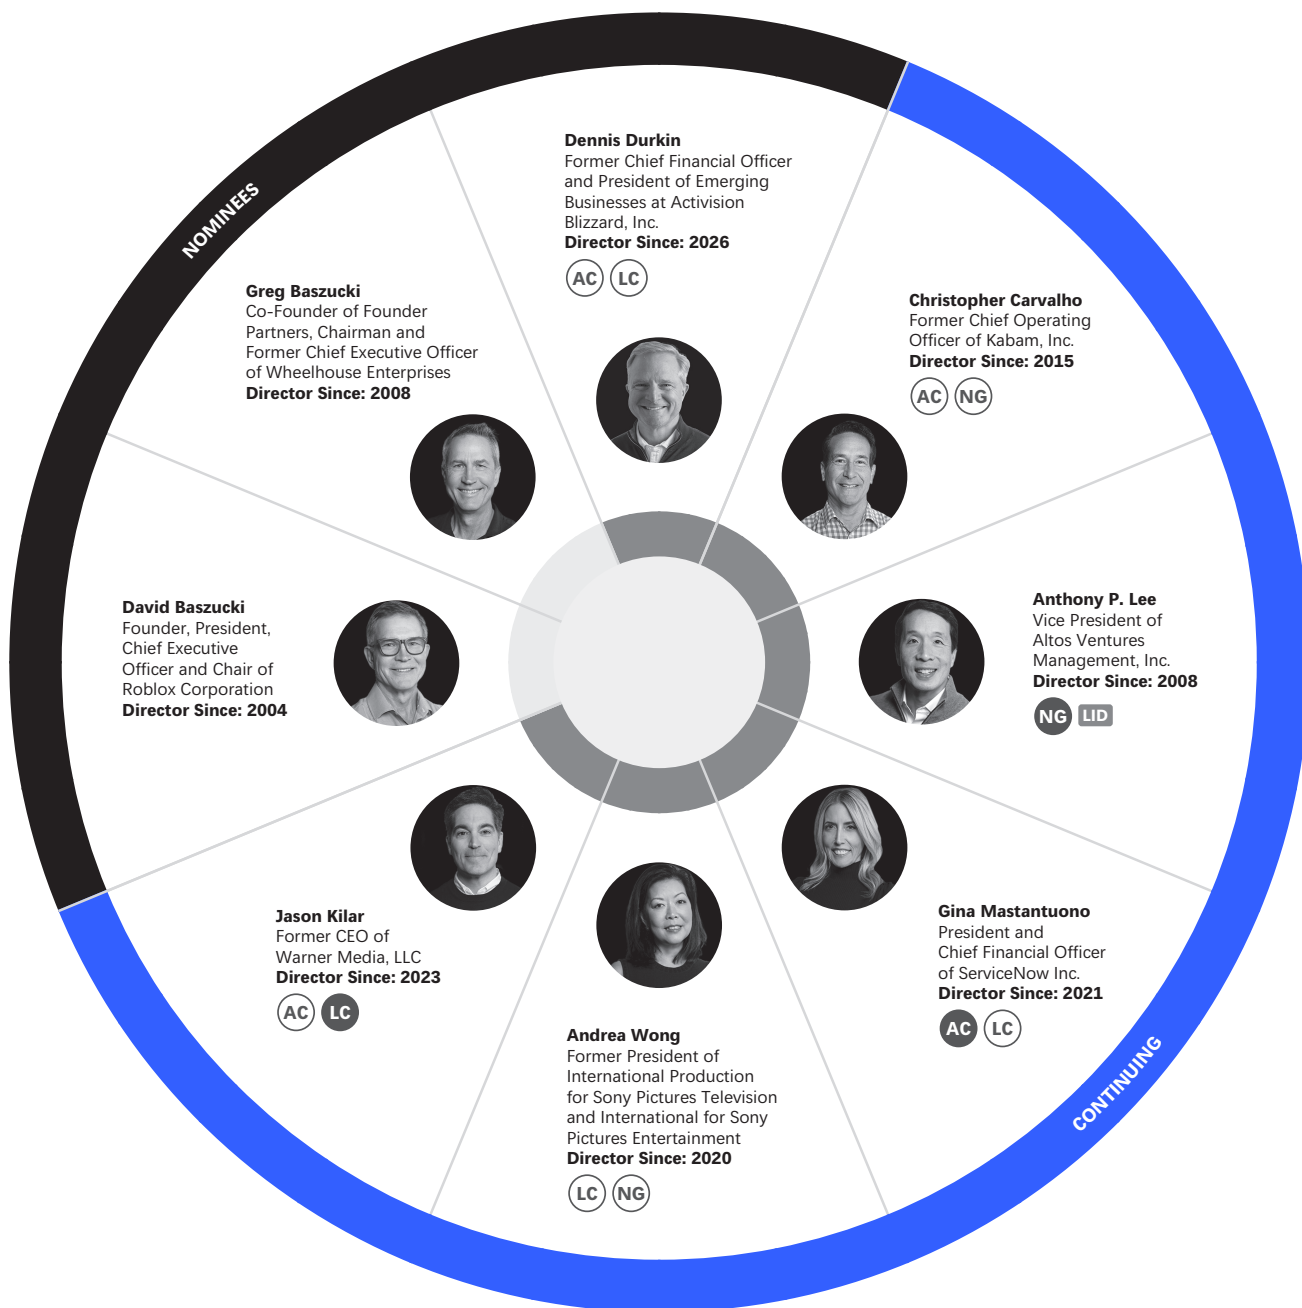 NOMINEES
Dennis Durkin
Former Chief Financial Officer
and President of Emerging
Businesses at Activision
Blizzard, Inc.
Director Since: 2026
AC LC
Greg Baszucki
Co-Founder of Founder
Partners, Chairman and
Former Chief Executive Officer
of Wheelhouse Enterprises
Director Since: 2008
Christopher Carvalho
Former Chief Operating
Officer of Kabam, Inc.
Director Since: 2015
AC NG
David Baszucki
Founder, President,
Chief Executive
Officer and Chair of
Roblox Corporation
Director Since: 2004
Anthony P. Lee
Vice President of
Altos Ventures
Management, Inc.
Director Since: 2008
NG LID
Jason Kilar
Former CEO of
Warner Media, LLC
Director Since: 2023
AC LC
Gina Mastantuono
President and
Chief Financial Officer
of ServiceNow Inc.
Director Since: 2021
AC LC
Andrea Wong
Former President of
International Production
for Sony Pictures Television
and International for Sony
Pictures Entertainment
Director Since: 2020
LC NG
CONTINUING